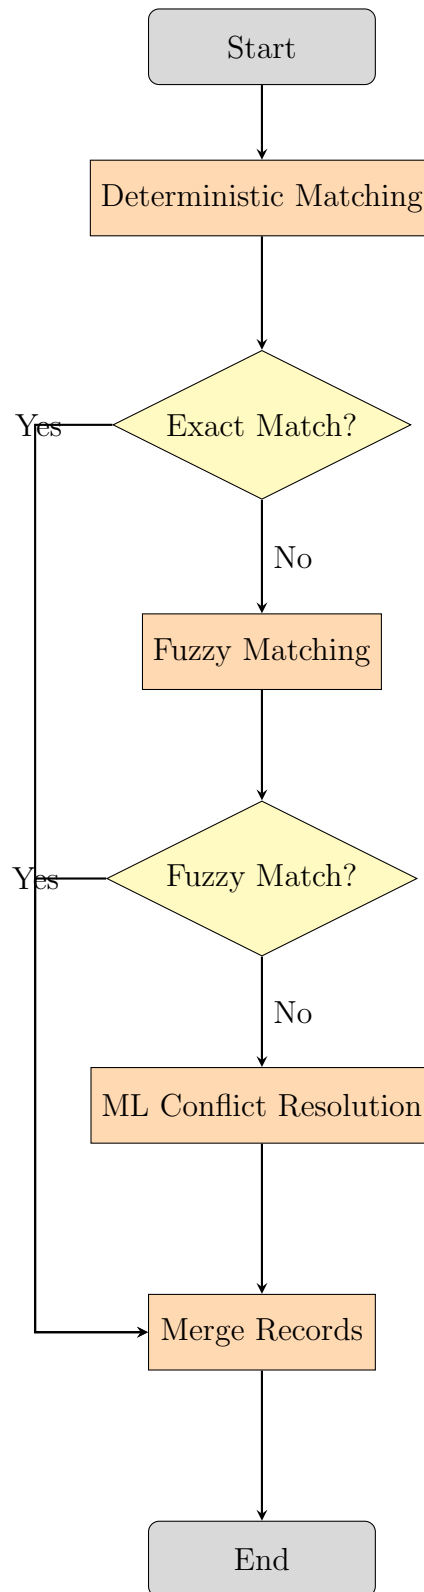 Start
Deterministic Matching
Yes
Exact Match?
No
Fuzzy Matching
Yes
Fuzzy Match?
No
ML Conflict Resolution
Merge Records
End